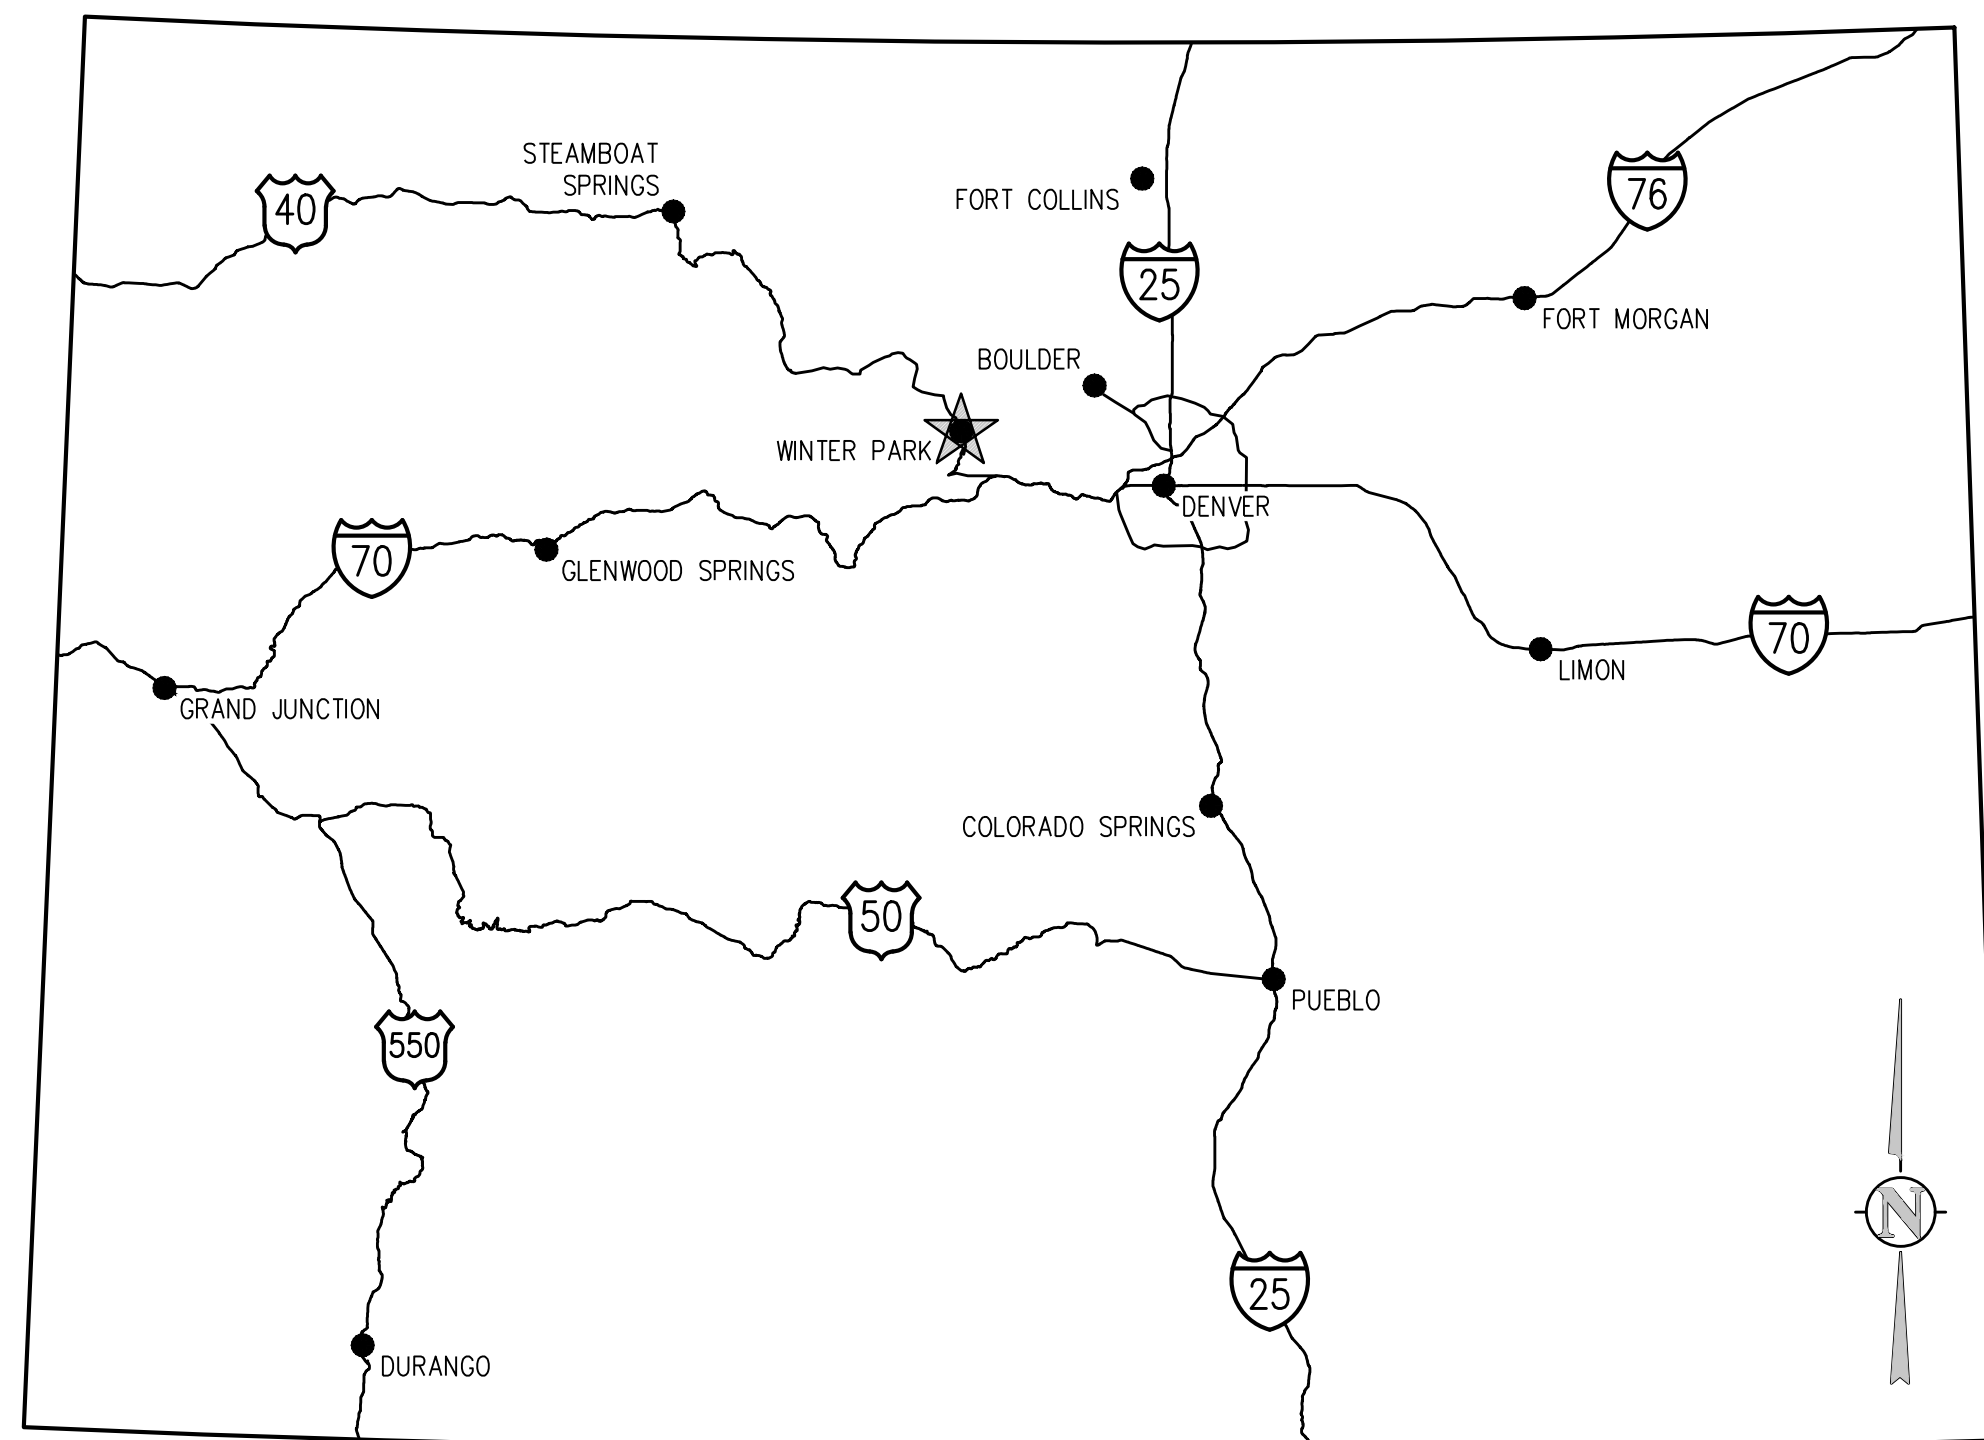 STEAMBOAT
SPRINGS
40
FORT COLLINS
76
25
FORT MORGAN
BOULDER
WINTER PARK
DENVER
70
GLENWOOD SPRINGS
70
LIMON
GRAND JUNCTION
COLORADO SPRINGS
50
PUEBLO
550
N
25
DURANGO